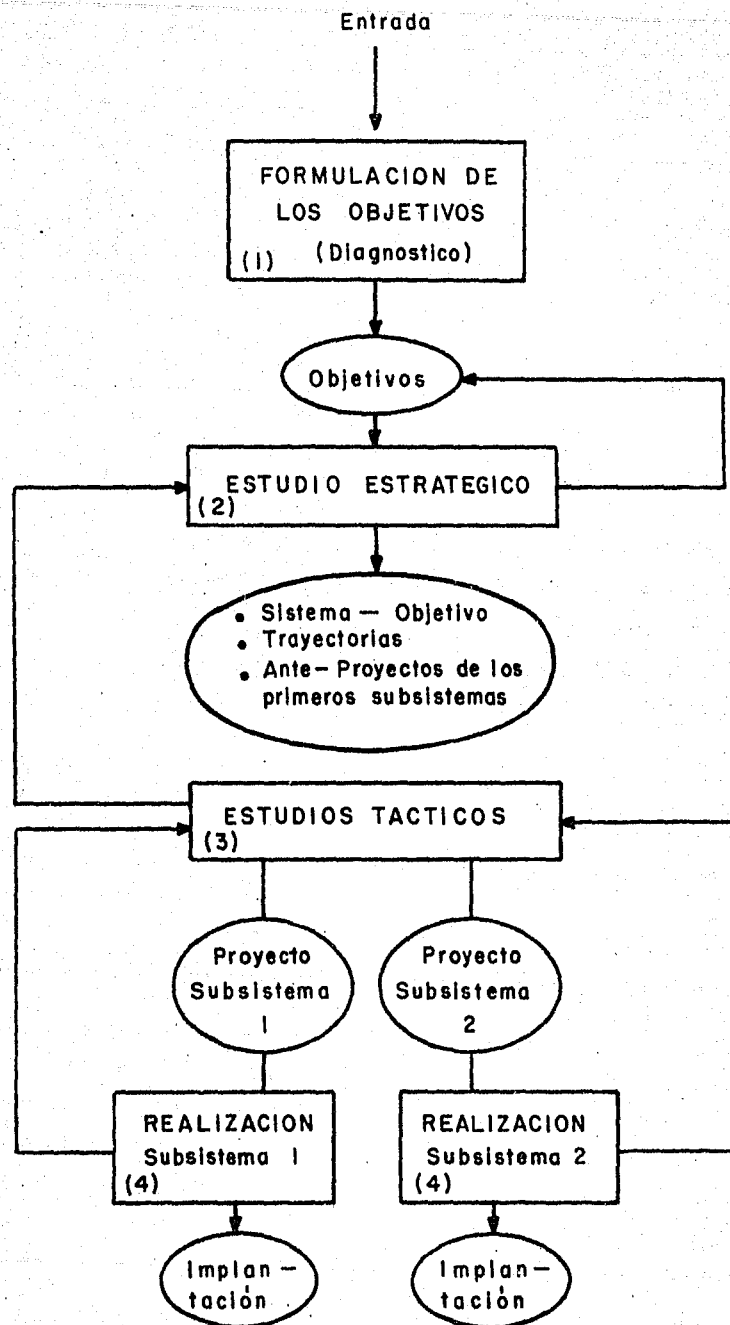 Entrada
FORMULACION DE
LOS OBJETIVOS
(1) (Diagnostico)
Objetivos
ESTUDIO ESTRATEGICO
(2)
• Sistema — Objetivo
• Trayectorias
• Ante-Proyectos de los
primeros subsistemas
ESTUDIOS TACTICOS
(3)
Proyecto
Subsistema
1
Proyecto
Subsistema
2
REALIZACION
Subsistema 1
(4)
REALIZACION
Subsistema 2
(4)
Implan-
tación
Implan-
tación